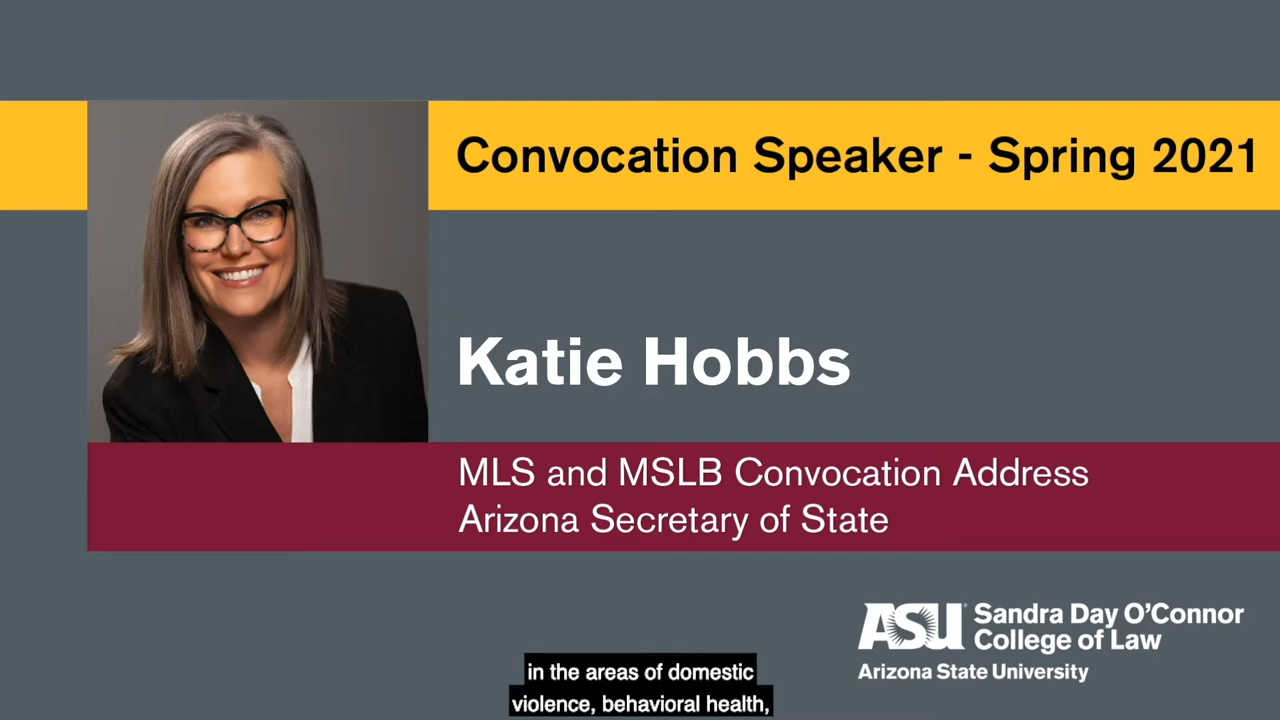 Convocation Speaker - Spring 2021
Katie Hobbs
MLS and MSLB Convocation Address
Arizona Secretary of State
ASU Sandra Day O'Connor
College of Law
Arizona State University
in the areas of domestic
violence, behavioral health,